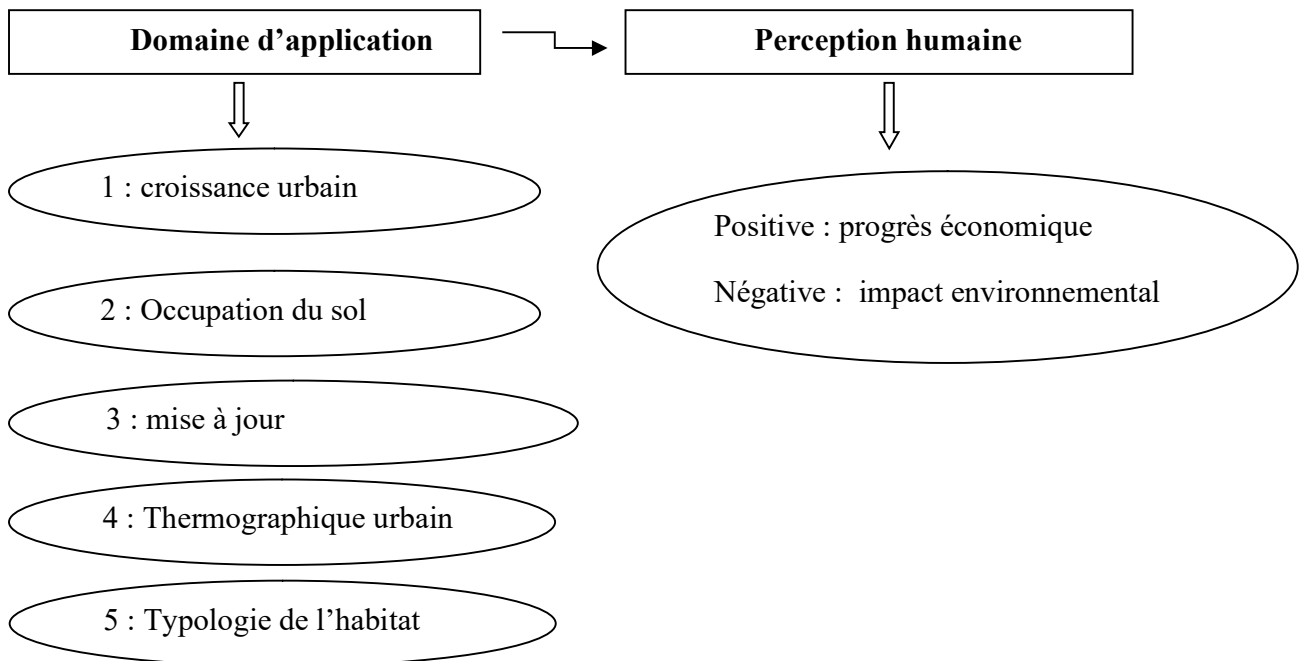 Domaine d’application
Perception humaine
1 : croissance urbain
2 : Occupation du sol
3 : mise à jour
4 : Thermographique urbain
5 : Typologie de l’habitat
Positive : progrès économique
Négative : impact environnemental